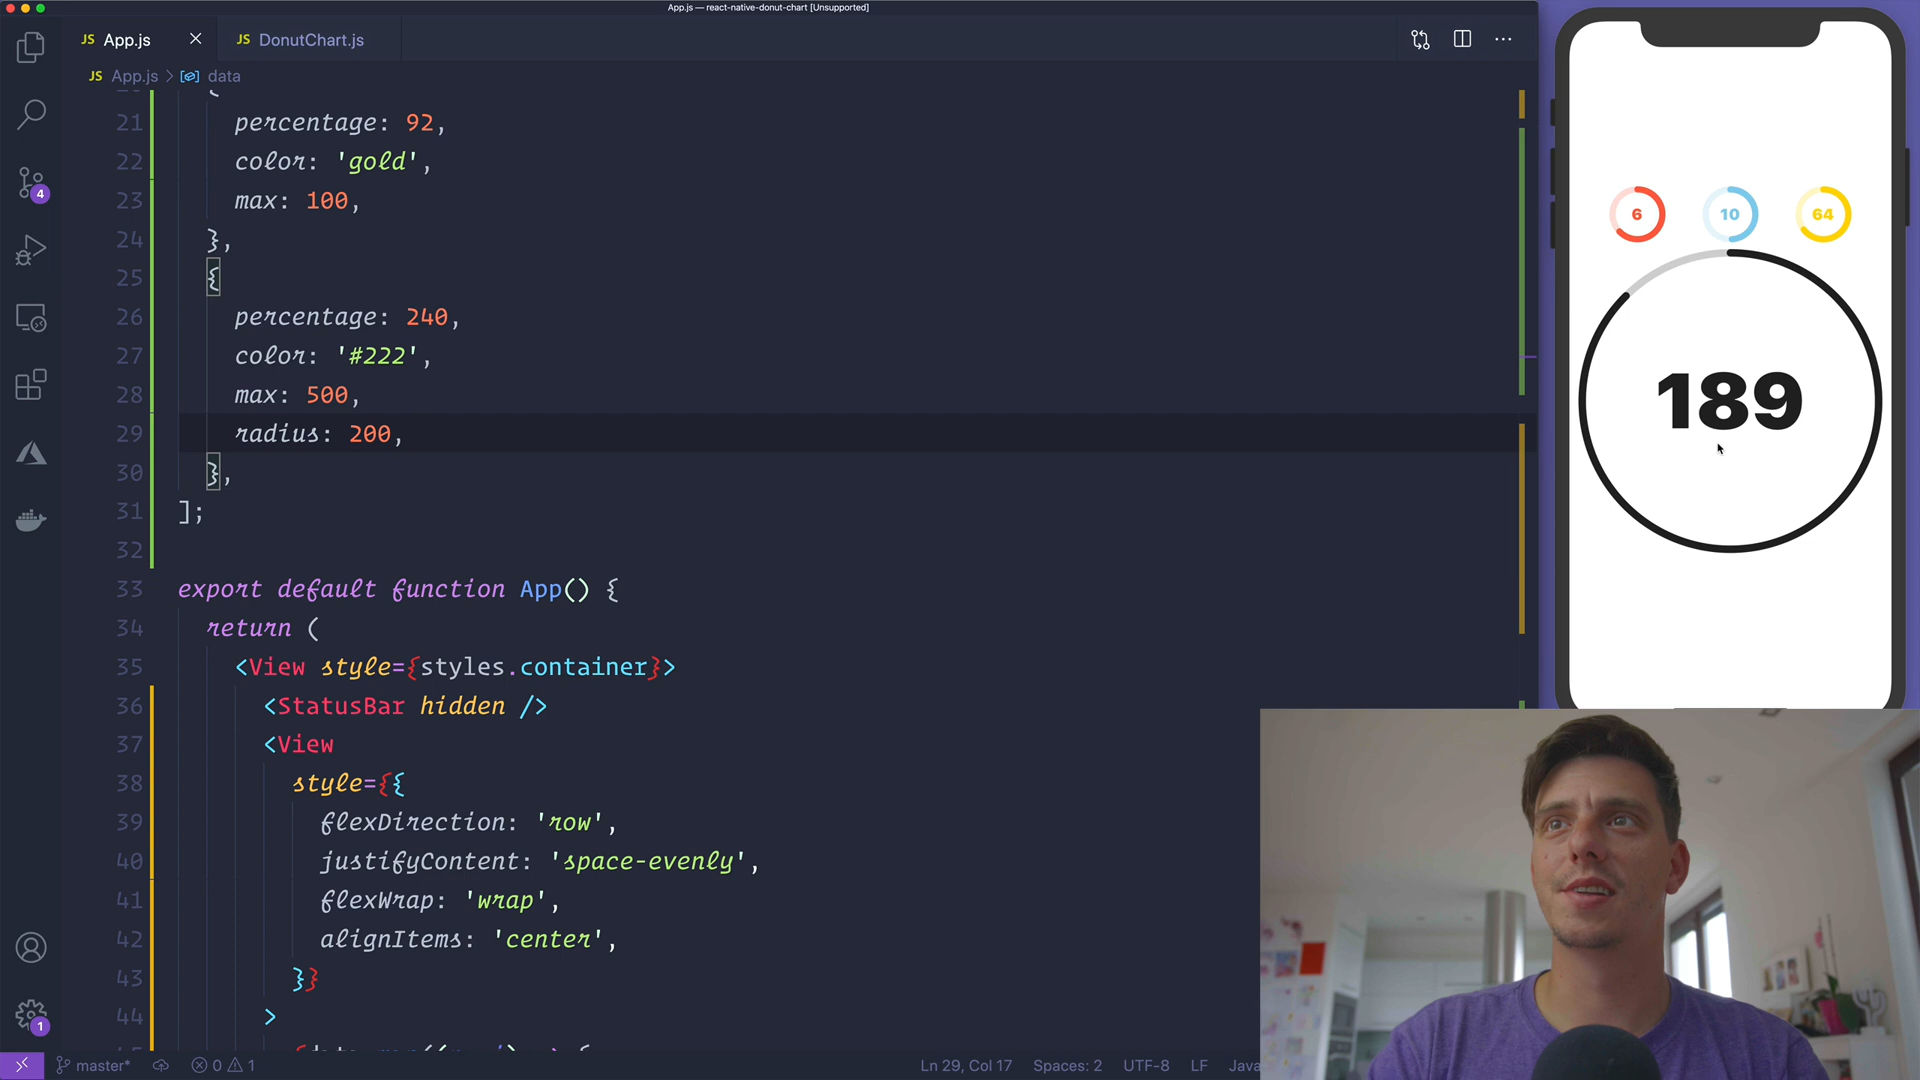 App.js — react-native-donut-chart [Unsupported]
JS App.js
JS DonutChart.js
JS App.js > data
21 percentage: 92,
22 color: 'gold',
23 max: 100,
24 },
25 {
26 percentage: 240,
27 color: '#222',
28 max: 500,
29 radius: 200,
30 },
31 ];
32
33 export default function App() {
34 return (
35 <View style={styles.container}>
36 <StatusBar hidden />
37 <View
38 style={{
39 flexDirection: 'row',
40 justifyContent: 'space-evenly',
41 flexWrap: 'wrap',
42 alignItems: 'center',
43 }}
44 >
4
1
6
10
64
189
master*
0
1
Ln 29, Col 17
Spaces: 2
UTF-8
LF
Java